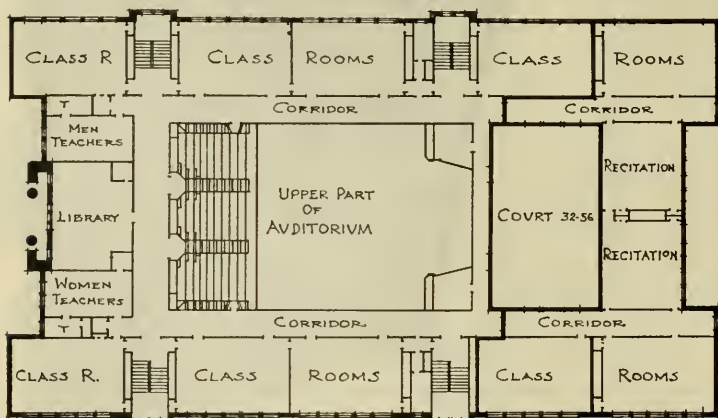 CLASS R
CLASS
ROOMS
CLASS
ROOMS
CORRIDOR
CORRIDOR
T
MEN
TEACHERS
LIBRARY
UPPER PART
OF
AUDITORIUM
COURT 32-56
RECITATION
RECITATION
WOMEN
TEACHERS
T
CORRIDOR
CORRIDOR
CLASS R.
CLASS
ROOMS
CLASS
ROOMS